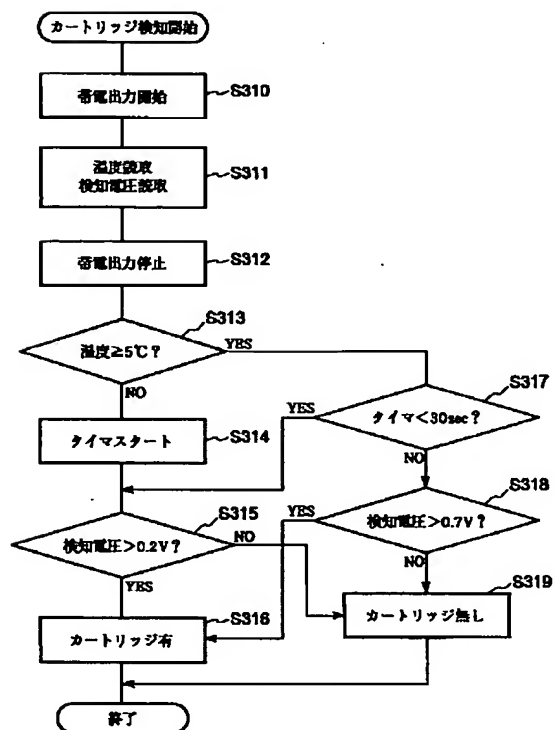 カートリッジ検知開始
帯電出力開始
S310
温度読取
検知電圧読取
S311
帯電出力停止
S312
温度≧5℃?
S313
YES
NO
タイマスタート
S314
タイマ<30sec?
S317
YES
NO
検知電圧>0.2V?
S315
NO
YES
検知電圧>0.7V?
S318
YES
NO
カートリッジ有
S316
カートリッジ無し
S319
終了